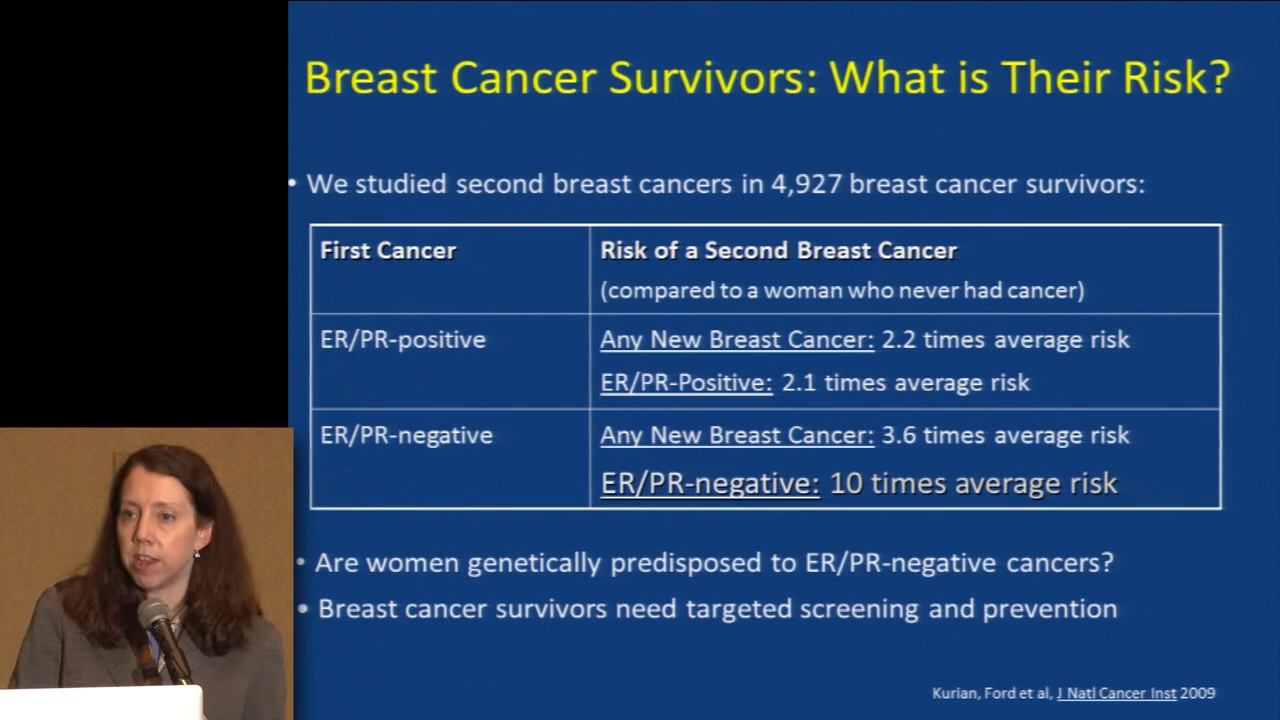 Breast Cancer Survivors: What is Their Risk?
• We studied second breast cancers in 4,927 breast cancer survivors:
First Cancer
Risk of a Second Breast Cancer
(compared to a woman who never had cancer)
ER/PR-positive
Any New Breast Cancer: 2.2 times average risk
ER/PR-Positive: 2.1 times average risk
ER/PR-negative
Any New Breast Cancer: 3.6 times average risk
ER/PR-negative: 10 times average risk
• Are women genetically predisposed to ER/PR-negative cancers?
• Breast cancer survivors need targeted screening and prevention
Kurian, Ford et al, J Natl Cancer Inst 2009